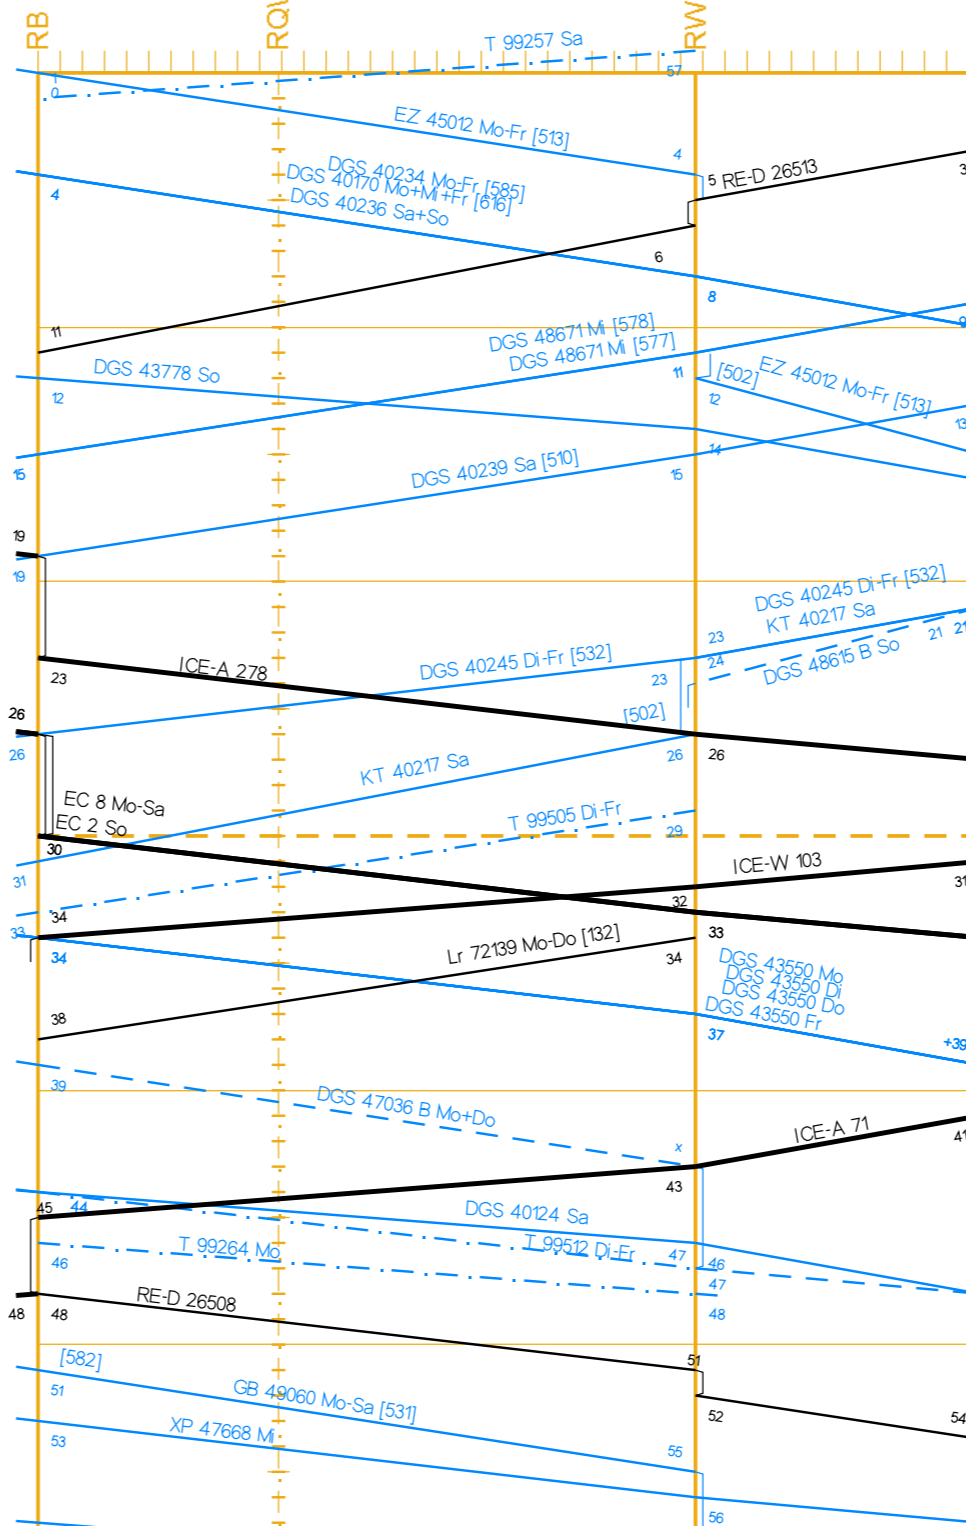 RB
RW
T 99257 Sa
57
1
0
EZ 45012 Mo-Fr [513]
4
5
RE-D 26513
3
4
DGS 40234 Mo-Fr [585]
DGS 40170 Mo+Mi+Fr [616]
DGS 40236 Sa+So
6
8
9
11
DGS 48671 Mi [578]
DGS 48671 Mi [577]
DGS 43778 So
11
[502]
EZ 45012 Mo-Fr [513]
12
12
13
14
15
DGS 40239 Sa [510]
15
19
19
DGS 40245 Di-Fr [532]
KT 40217 Sa
23
21
21
24
DGS 48615 B So
ICE-A 278
DGS 40245 Di-Fr [532]
23
23
[502]
26
26
KT 40217 Sa
26
26
EC 8 Mo-Sa
EC 2 So
T 99505 Di-Fr
29
30
ICE-W 103
31
31
32
34
33
33
Lr 72139 Mo-Do [132]
34
34
DGS 43550 Mo
DGS 43550 Di
DGS 43550 Do
DGS 43550 Fr
38
37
+39
39
DGS 47036 B Mo+Do
x
ICE-A 71
41
43
45
44
DGS 40124 Sa
T 99264 Mo
T 99512 Di-Fr
47
46
46
47
48
48
48
RE-D 26508
51
[582]
51
GB 49060 Mo-Sa [531]
52
54
XP 47668 Mi
53
55
56